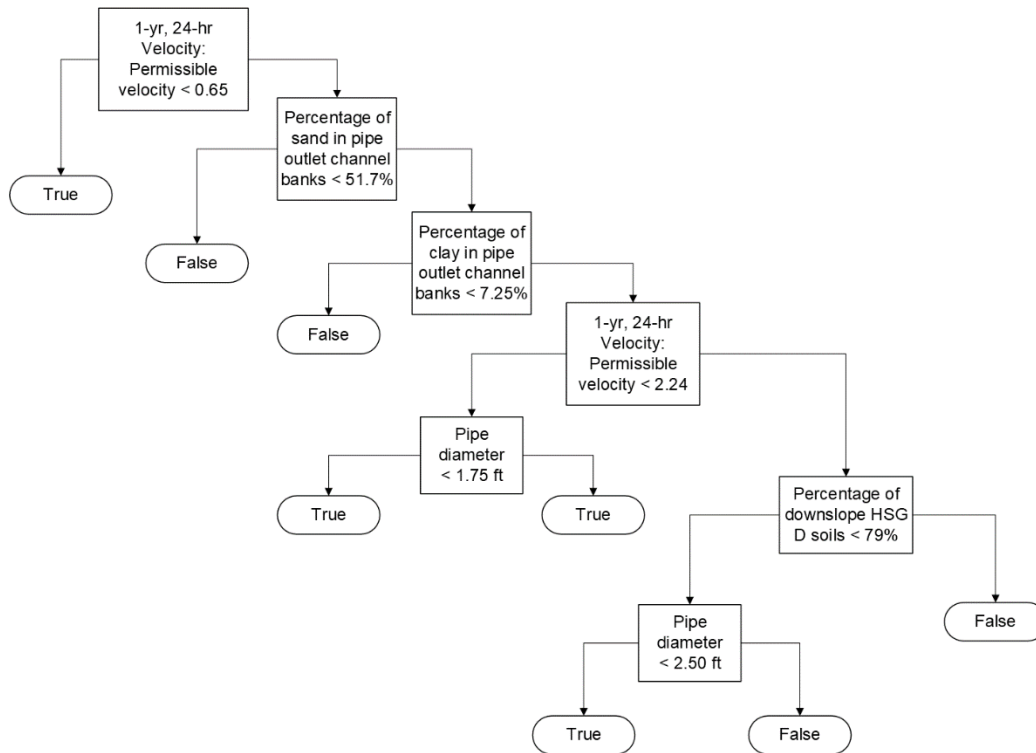 1-yr, 24-hr
Velocity:
Permissible
velocity < 0.65
Percentage of
sand in pipe
outlet channel
banks < 51.7%
True
Percentage of
clay in pipe
outlet channel
banks < 7.25%
False
1-yr, 24-hr
Velocity:
Permissible
velocity < 2.24
False
Pipe
diameter
< 1.75 ft
Percentage of
downslope HSG
D soils < 79%
True
True
Pipe
diameter
< 2.50 ft
False
True
False